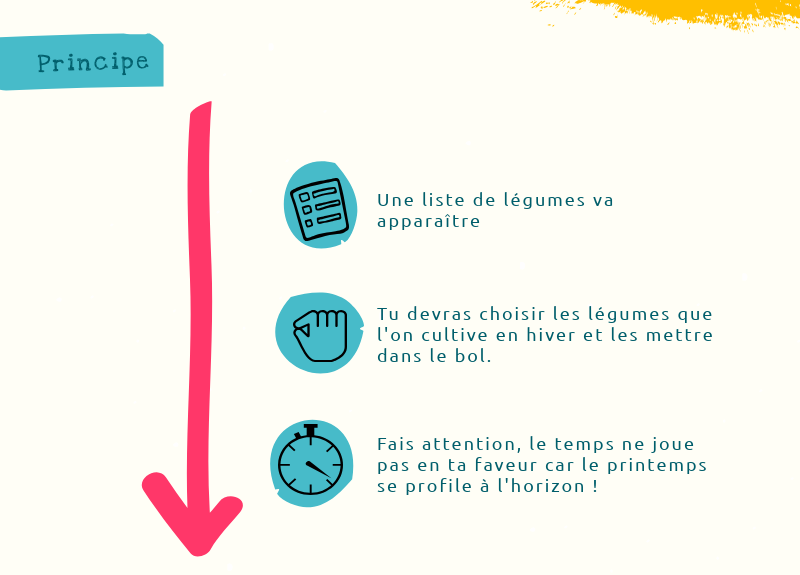 Principe
Une liste de légumes va
apparaître
Tu devras choisir les légumes que
l'on cultive en hiver et les mettre
dans le bol.
Fais attention, le temps ne joue
pas en ta faveur car le printemps
se profile à l'horizon !